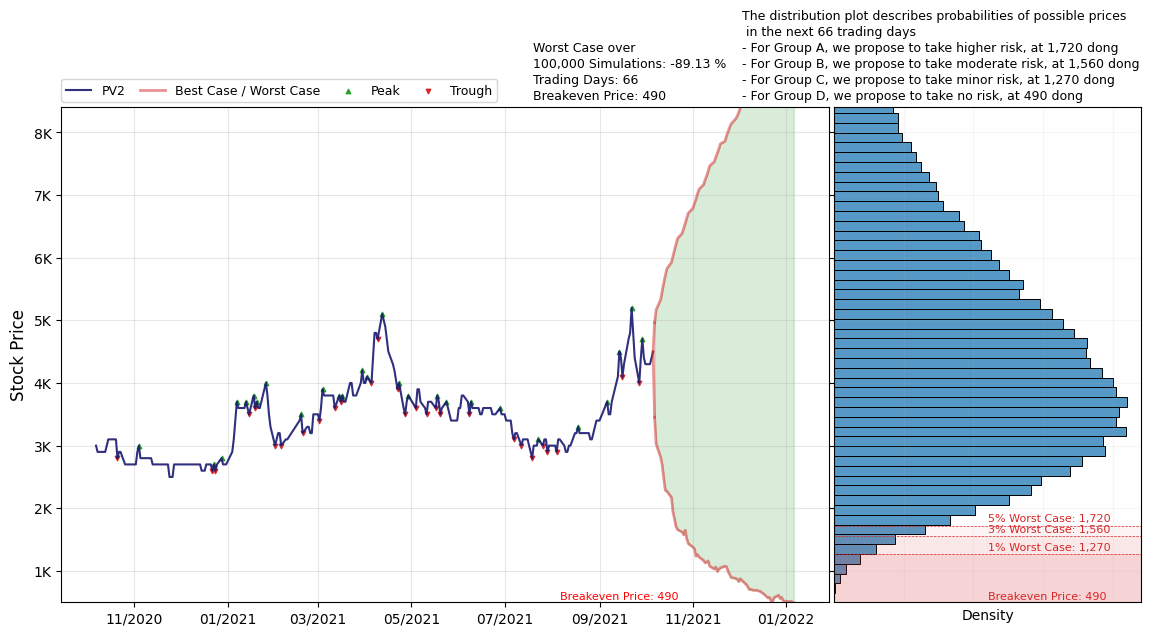 The distribution plot describes probabilities of possible prices
in the next 66 trading days
- For Group A, we propose to take higher risk, at 1,720 dong
- For Group B, we propose to take moderate risk, at 1,560 dong
- For Group C, we propose to take minor risk, at 1,270 dong
- For Group D, we propose to take no risk, at 490 dong
Worst Case over
100,000 Simulations: -89.13 %
Trading Days: 66
Breakeven Price: 490
PV2
Best Case / Worst Case
Peak
Trough
Stock Price
8K
7K
6K
5K
4K
3K
2K
1K
Breakeven Price: 490
11/2020
01/2021
03/2021
05/2021
07/2021
09/2021
11/2021
01/2022
5% Worst Case: 1,720
3% Worst Case: 1,560
1% Worst Case: 1,270
Breakeven Price: 490
Density